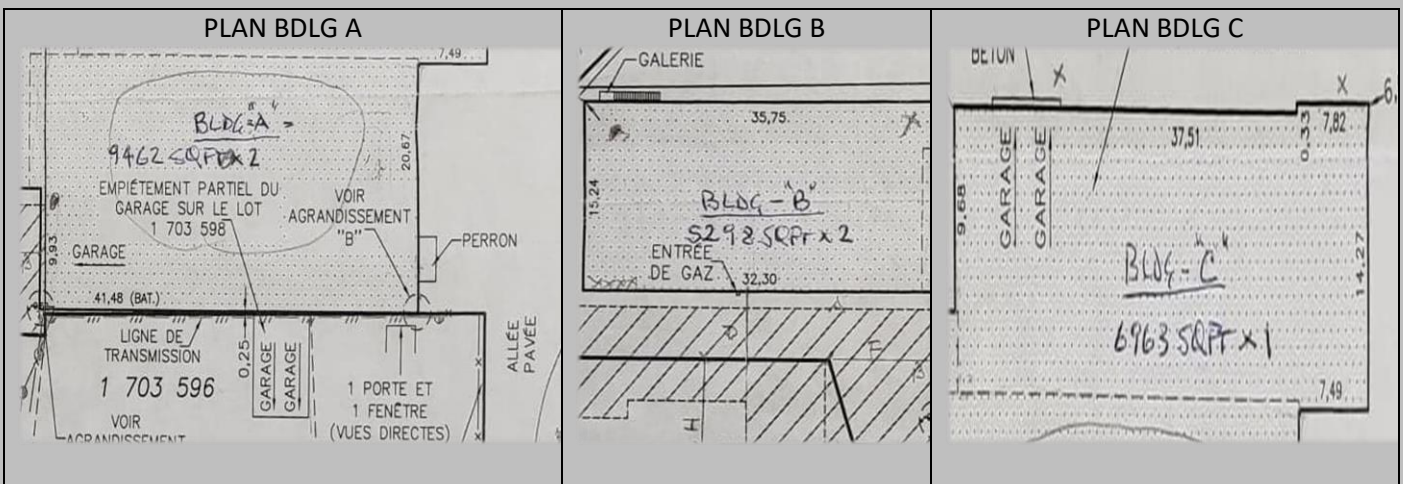 PLAN BDLG A
7,49
BLDG "A"
9462 SQFT x 2
20,67
EMPIÉTEMENT PARTIEL DU
GARAGE SUR LE LOT
1 703 598
VOIR
AGRANDISSEMENT
"B"
PERRON
9,93
GARAGE
41,48 (BAT.)
LIGNE DE
TRANSMISSION
0,25
GARAGE
GARAGE
1 703 596
1 PORTE ET
1 FENÊTRE
(VUES DIRECTES)
ALLÉE
PAVÉE
VOIR
AGRANDISSEMENT
PLAN BDLG B
GALERIE
35,75
15,24
BLDG - "B"
5298 SQFT x 2
ENTRÉE
DE GAZ
32,30
H
PLAN BDLG C
BÉTON
X
X
6,
7,82
37,51
0,33
GARAGE
GARAGE
9,68
BLDG - "C"
14,27
6963 SQFT x 1
7,49